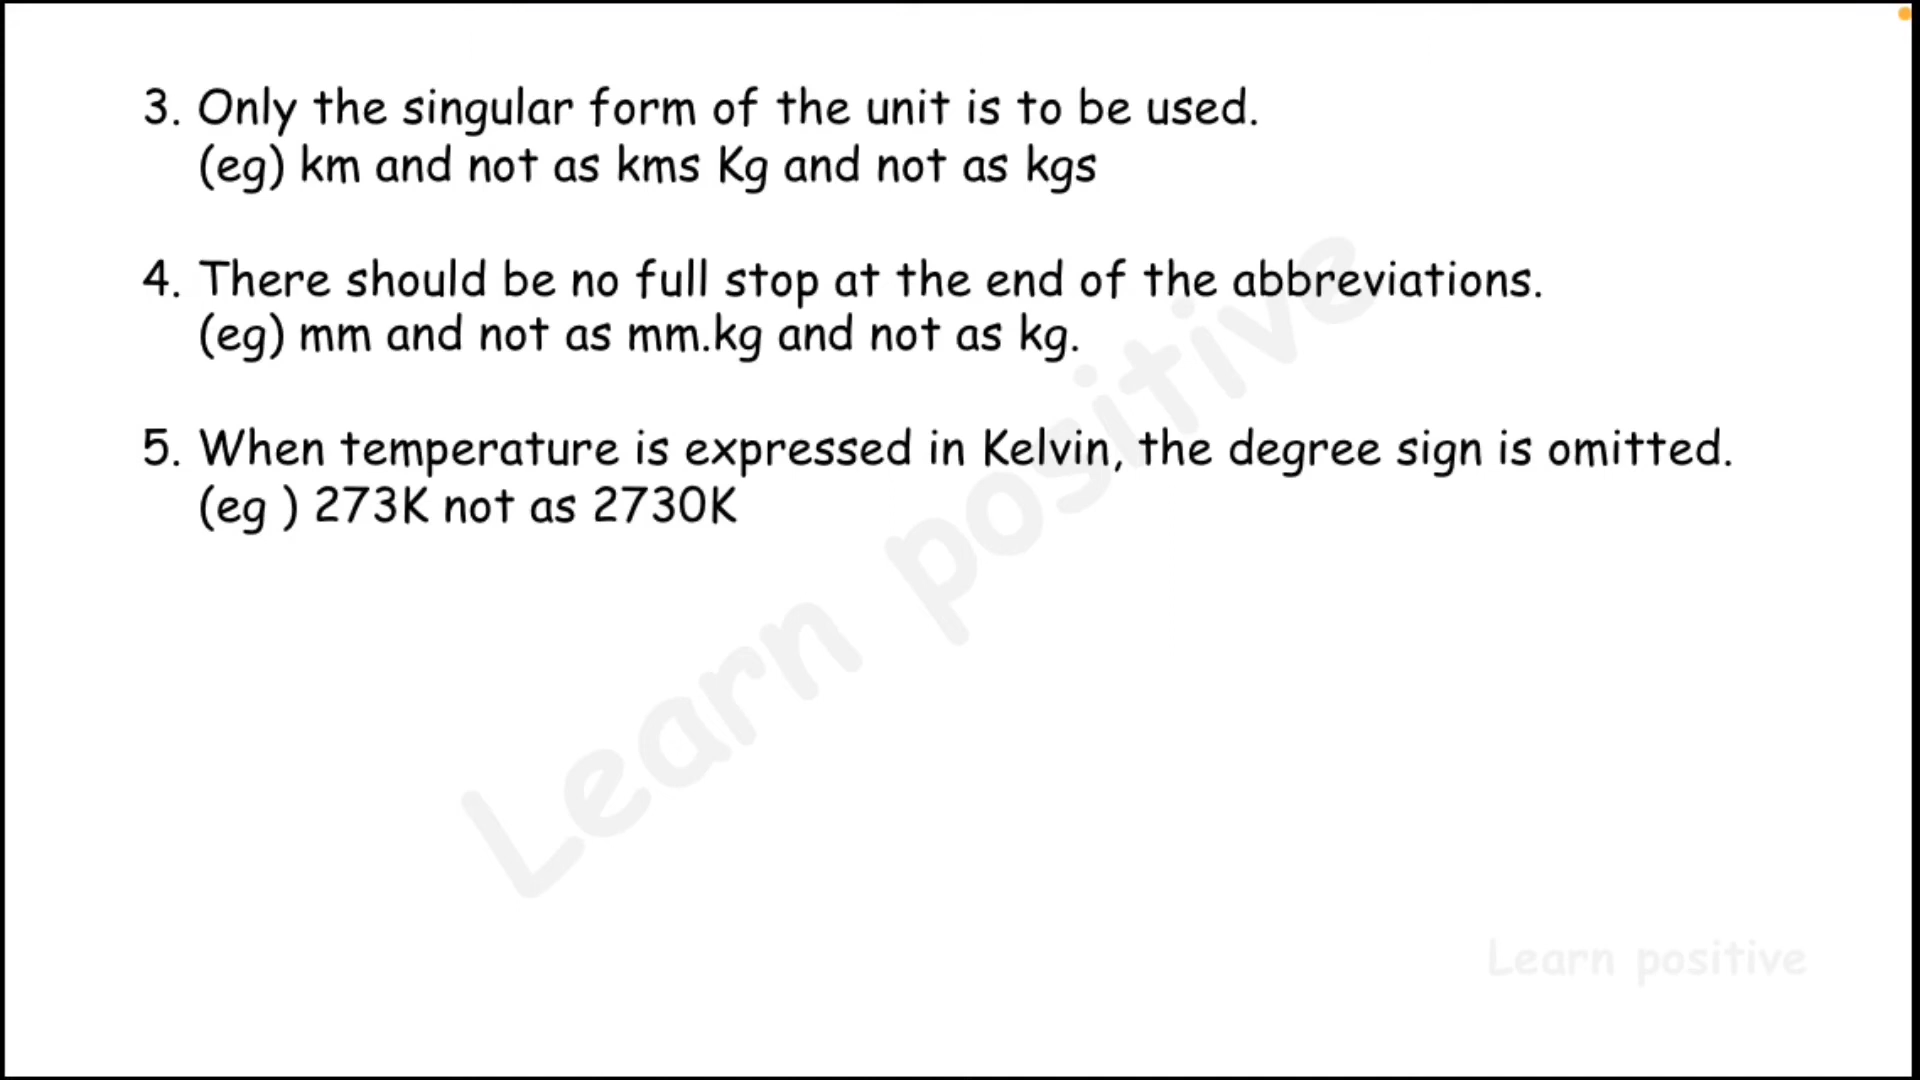 3. Only the singular form of the unit is to be used.
(eg) km and not as kms Kg and not as kgs
4. There should be no full stop at the end of the abbreviations.
(eg) mm and not as mm.kg and not as kg.
5. When temperature is expressed in Kelvin, the degree sign is omitted.
(eg ) 273K not as 2730K
Learn positive
Learn positive